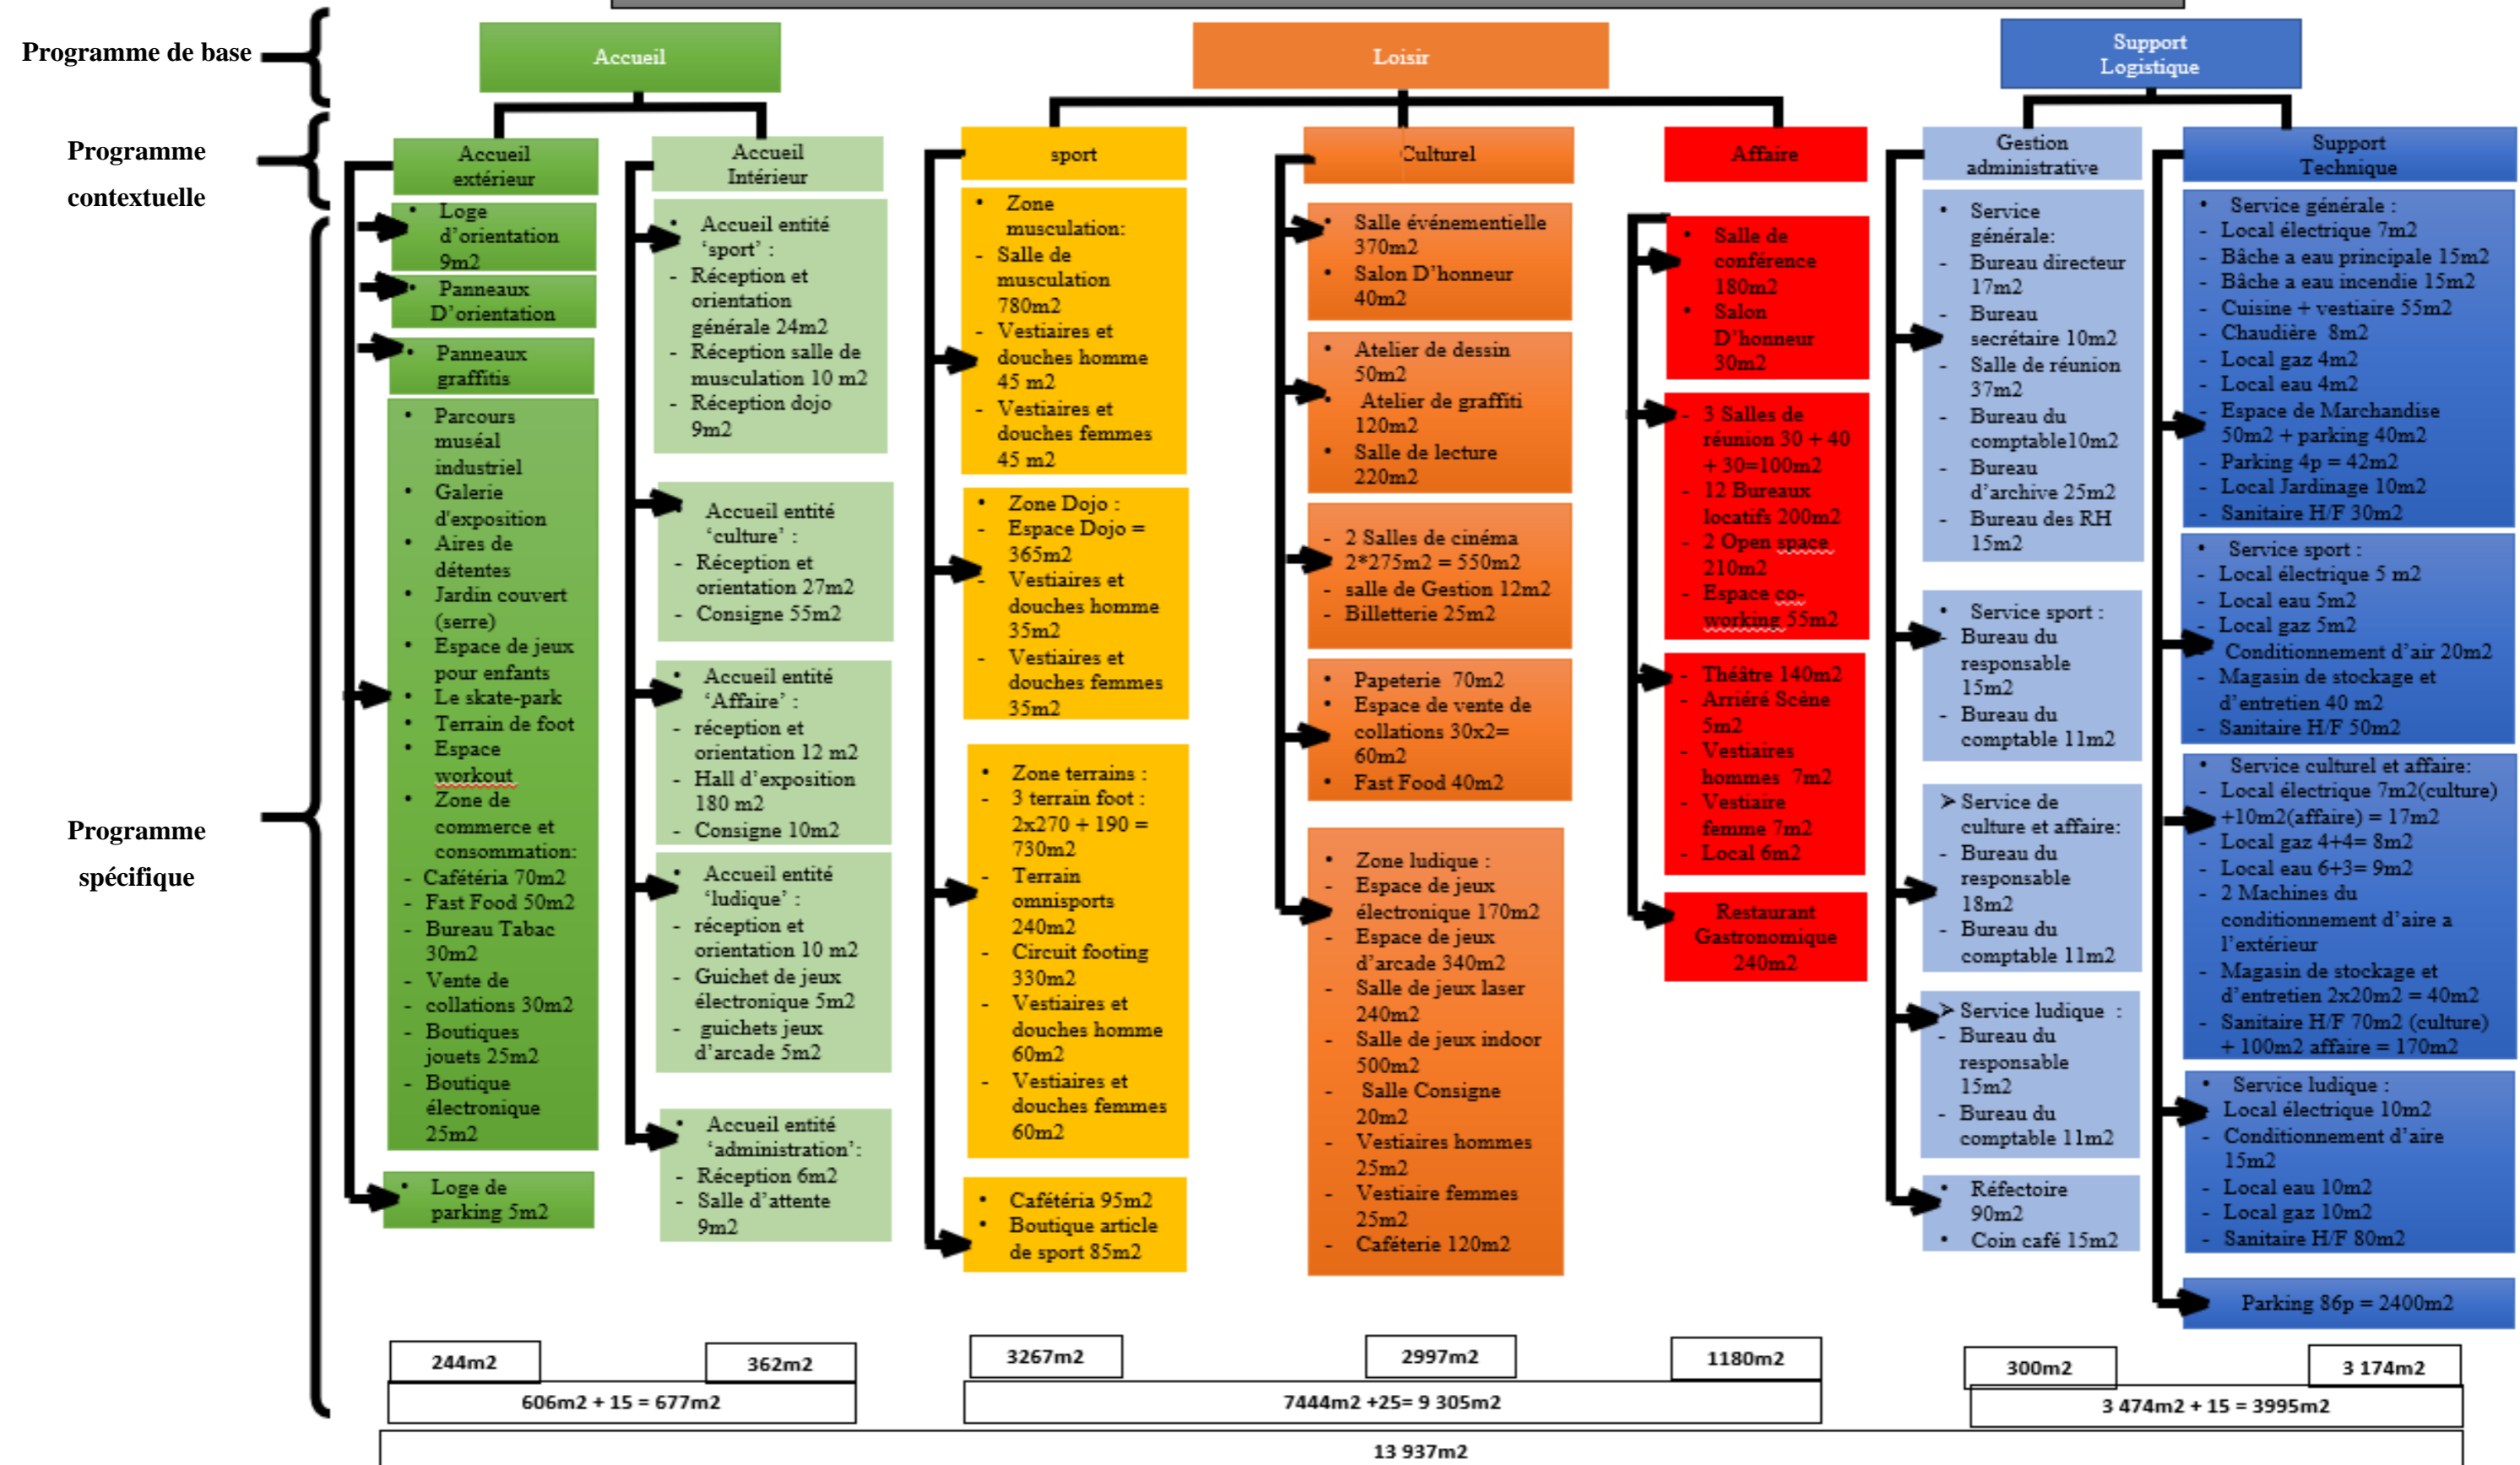 Programme de base
Accueil
Loisir
Support
Logistique
Programme
contextuelle
Accueil
extérieur
Accueil
Intérieur
sport
Culturel
Affaire
Gestion
administrative
Support
Technique
Programme
spécifique
• Loge
d’orientation
9m2
• Panneaux
D’orientation
• Panneaux
graffitis
• Parcours
muséal
industriel
• Galerie
d'exposition
• Aires de
détentes
• Jardin couvert
(serre)
• Espace de jeux
pour enfants
• Le skate-park
• Terrain de foot
• Espace
workout
• Zone de
commerce et
consommation:
- Cafétéria 70m2
- Fast Food 50m2
- Bureau Tabac
30m2
- Vente de
- collations 30m2
- Boutiques
jouets 25m2
- Boutique
électronique
25m2
• Loge de
parking 5m2
• Accueil entité
‘sport’ :
- Réception et
orientation
générale 24m2
- Réception salle de
musculation 10 m2
- Réception dojo
9m2
• Accueil entité
‘culture’ :
- Réception et
orientation 27m2
- Consigne 55m2
• Accueil entité
‘Affaire’ :
- réception et
orientation 12 m2
- Hall d’exposition
180 m2
- Consigne 10m2
• Accueil entité
‘ludique’ :
- réception et
orientation 10 m2
- Guichet de jeux
électronique 5m2
- guichets jeux
d’arcade 5m2
• Accueil entité
‘administration’:
- Réception 6m2
- Salle d’attente
9m2
• Zone
musculation:
- Salle de
musculation
780m2
- Vestiaires et
douches homme
45 m2
- Vestiaires et
douches femmes
45 m2
• Zone Dojo :
- Espace Dojo =
365m2
- Vestiaires et
douches homme
35m2
- Vestiaires et
douches femmes
35m2
• Zone terrains :
- 3 terrain foot :
2x270 + 190 =
730m2
- Terrain
omnisports
240m2
- Circuit footing
330m2
- Vestiaires et
douches homme
60m2
- Vestiaires et
douches femmes
60m2
• Cafétéria 95m2
• Boutique article
de sport 85m2
• Salle événementielle
370m2
• Salon D’honneur
40m2
• Atelier de dessin
50m2
• Atelier de graffiti
120m2
• Salle de lecture
220m2
- 2 Salles de cinéma
2*275m2 = 550m2
- salle de Gestion 12m2
- Billetterie 25m2
• Papeterie 70m2
• Espace de vente de
collations 30x2=
60m2
• Fast Food 40m2
• Zone ludique :
- Espace de jeux
électronique 170m2
- Espace de jeux
d’arcade 340m2
- Salle de jeux laser
240m2
- Salle de jeux indoor
500m2
- Salle Consigne
20m2
- Vestiaires hommes
25m2
- Vestiaire femmes
25m2
- Caféterie 120m2
• Salle de
conférence
180m2
• Salon
D’honneur
30m2
- 3 Salles de
réunion 30 + 40
+ 30=100m2
- 12 Bureaux
locatifs 200m2
- 2 Open space
210m2
- Espace co-
working 55m2
- Théâtre 140m2
- Arriéré Scène
5m2
- Vestiaires
hommes 7m2
- Vestiaire
femme 7m2
- Local 6m2
Restaurant
Gastronomique
240m2
• Service
générale:
- Bureau directeur
17m2
- Bureau
secrétaire 10m2
- Salle de réunion
37m2
- Bureau du
comptable10m2
- Bureau
d’archive 25m2
- Bureau des RH
15m2
• Service sport :
- Bureau du
responsable
15m2
- Bureau du
comptable 11m2
➢ Service de
culture et affaire:
- Bureau du
responsable
18m2
- Bureau du
comptable 11m2
➢ Service ludique :
- Bureau du
responsable
15m2
- Bureau du
comptable 11m2
• Réfectoire
90m2
• Coin café 15m2
• Service générale :
- Local électrique 7m2
- Bâche a eau principale 15m2
- Bâche a eau incendie 15m2
- Cuisine + vestiaire 55m2
- Chaudière 8m2
- Local gaz 4m2
- Local eau 4m2
- Espace de Marchandise
50m2 + parking 40m2
- Parking 4p = 42m2
- Local Jardinage 10m2
- Sanitaire H/F 30m2
• Service sport :
- Local électrique 5 m2
- Local eau 5m2
- Local gaz 5m2
- Conditionnement d’air 20m2
- Magasin de stockage et
d’entretien 40 m2
- Sanitaire H/F 50m2
• Service culturel et affaire:
- Local électrique 7m2(culture)
+10m2(affaire) = 17m2
- Local gaz 4+4= 8m2
- Local eau 6+3= 9m2
- 2 Machines du
conditionnement d’aire a
l’extérieur
- Magasin de stockage et
d’entretien 2x20m2 = 40m2
- Sanitaire H/F 70m2 (culture)
+ 100m2 affaire = 170m2
• Service ludique :
- Local électrique 10m2
- Conditionnement d’aire
15m2
- Local eau 10m2
- Local gaz 10m2
- Sanitaire H/F 80m2
Parking 86p = 2400m2
244m2
362m2
3267m2
2997m2
1180m2
300m2
3 174m2
606m2 + 15 = 677m2
7444m2 +25= 9 305m2
3 474m2 + 15 = 3995m2
13 937m2